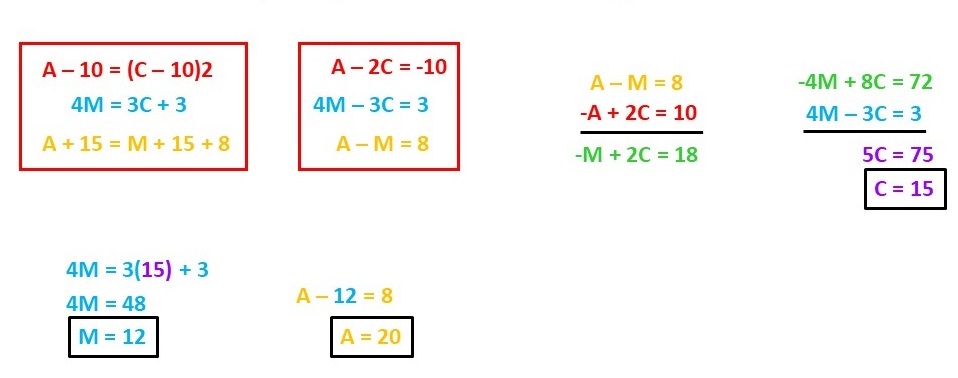 A – 10 = (C – 10)2
4M = 3C + 3
A + 15 = M + 15 + 8
A – 2C = -10
4M – 3C = 3
A – M = 8
A – M = 8
-A + 2C = 10
-M + 2C = 18
-4M + 8C = 72
4M – 3C = 3
5C = 75
C = 15
4M = 3(15) + 3
4M = 48
M = 12
A – 12 = 8
A = 20